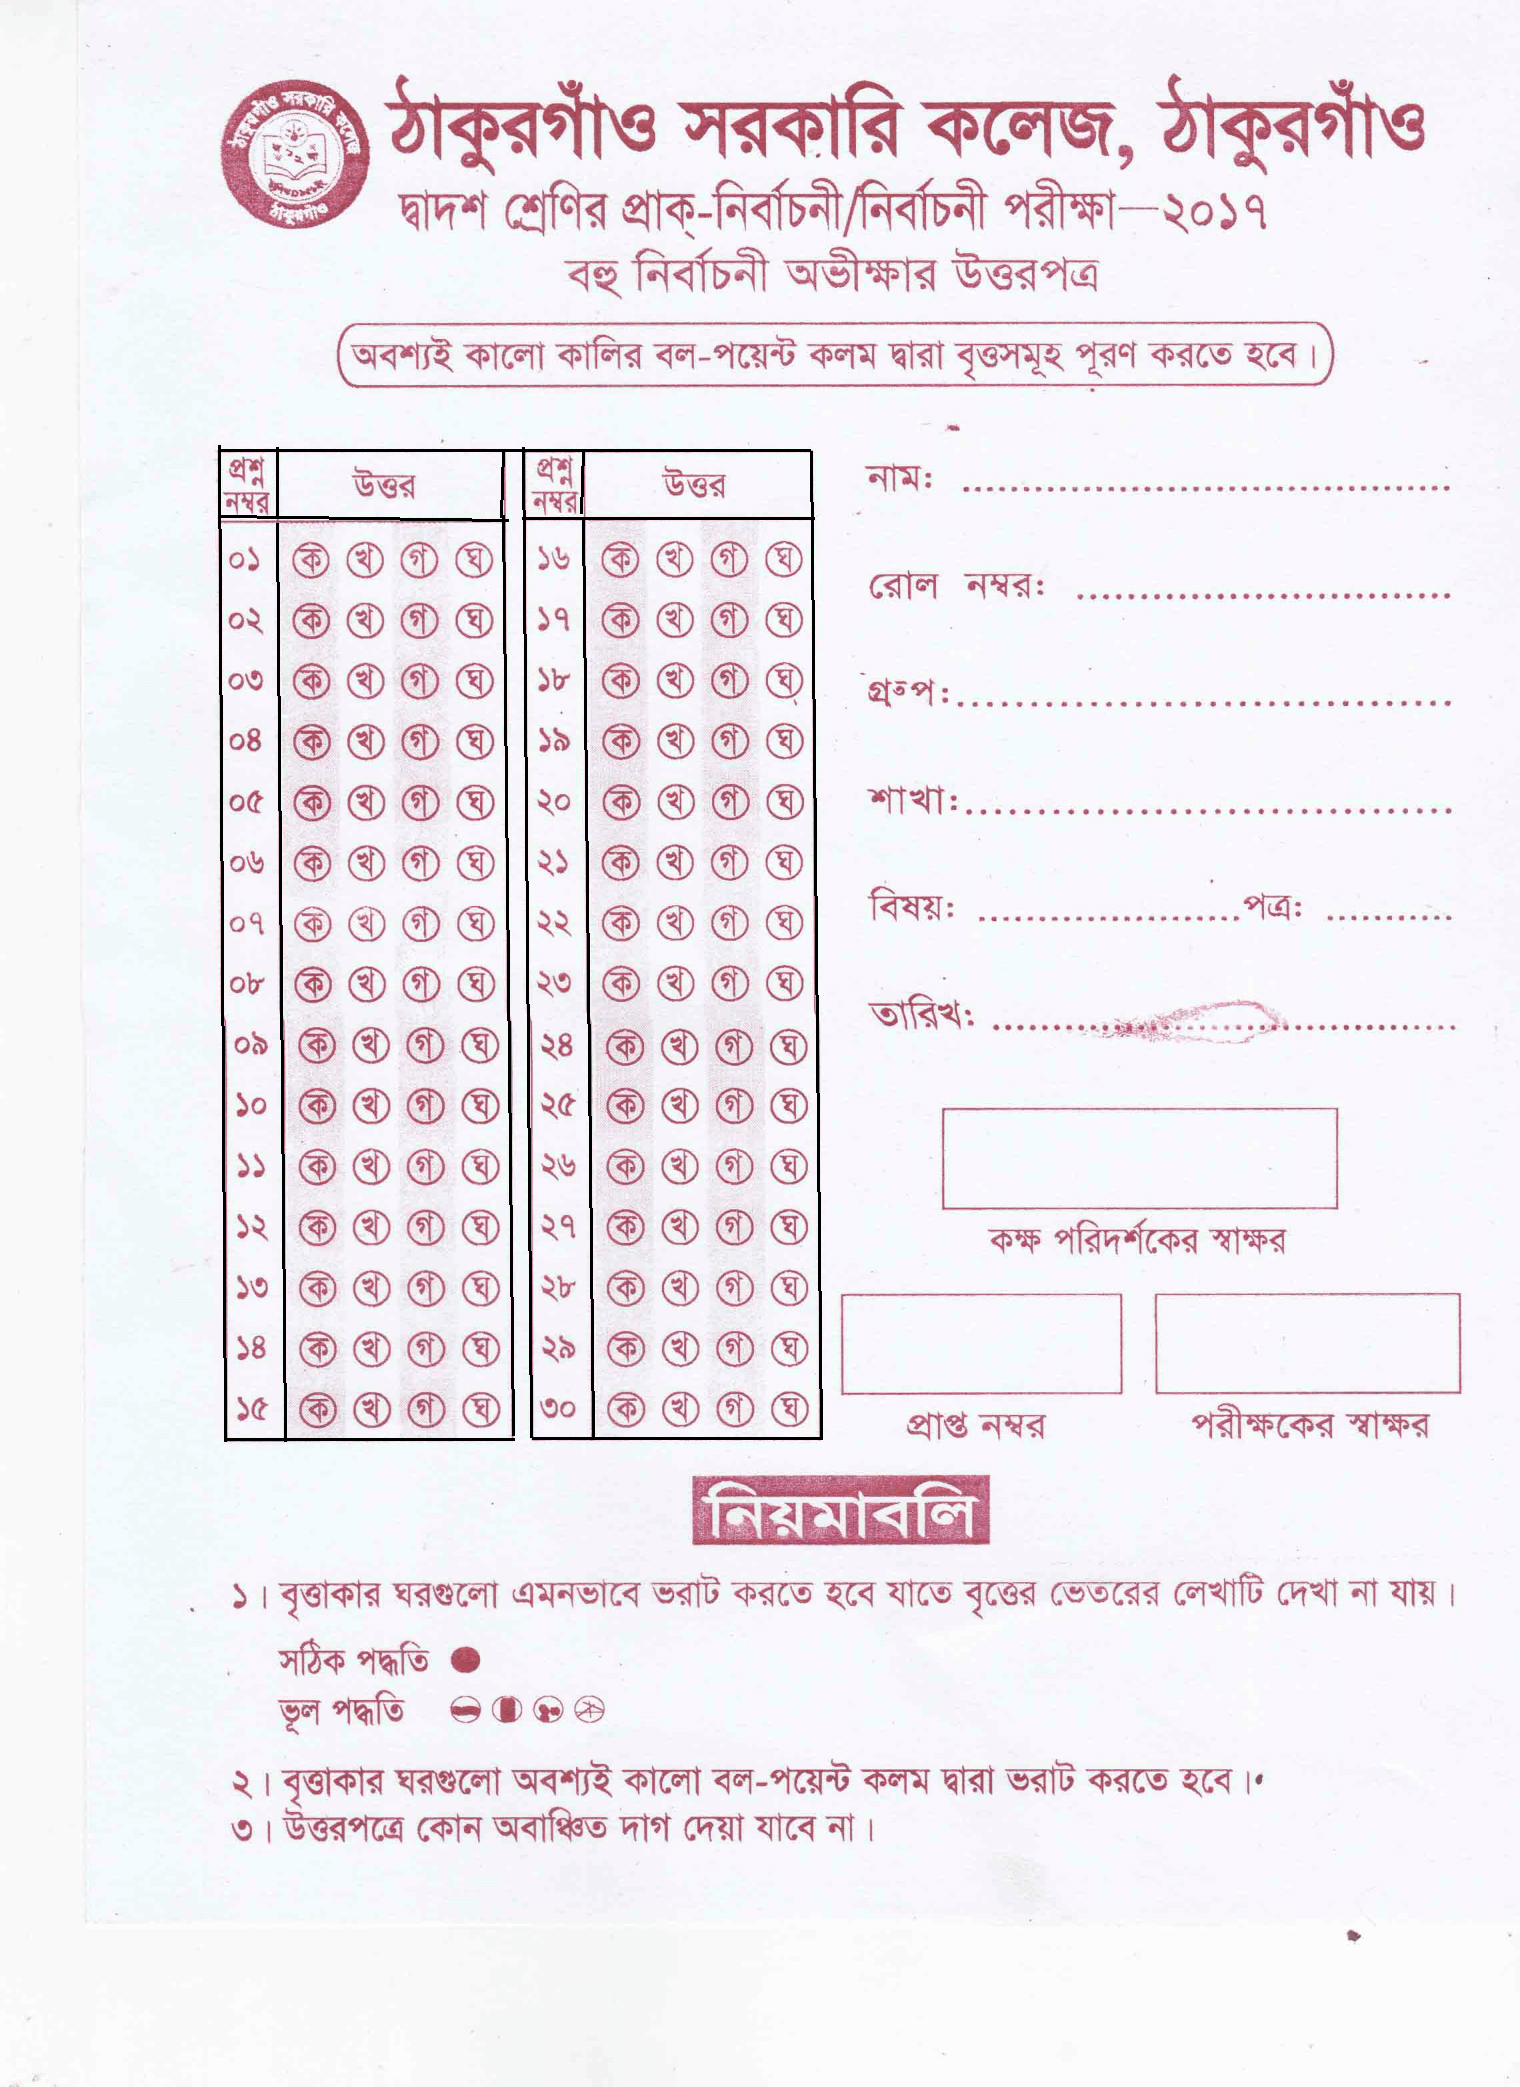 ঠাকুরগাঁও সরকারি কলেজ
ঠাকুরগাঁও
ঠাকুরগাঁও সরকারি কলেজ, ঠাকুরগাঁও
দ্বাদশ শ্রেণির প্রাক্-নির্বাচনী/নির্বাচনী পরীক্ষা—২০১৭
বহু নির্বাচনী অভীক্ষার উত্তরপত্র
অবশ্যই কালো কালির বল-পয়েন্ট কলম দ্বারা বৃত্তসমূহ পূরণ করতে হবে।
প্রশ্ন নম্বর উত্তর প্রশ্ন নম্বর উত্তর
০১ ক খ গ ঘ ১৬ ক খ গ ঘ
০২ ক খ গ ঘ ১৭ ক খ গ ঘ
০৩ ক খ গ ঘ ১৮ ক খ গ ঘ
০৪ ক খ গ ঘ ১৯ ক খ গ ঘ
০৫ ক খ গ ঘ ২০ ক খ গ ঘ
০৬ ক খ গ ঘ ২১ ক খ গ ঘ
০৭ ক খ গ ঘ ২২ ক খ গ ঘ
০৮ ক খ গ ঘ ২৩ ক খ গ ঘ
০৯ ক খ গ ঘ ২৪ ক খ গ ঘ
১০ ক খ গ ঘ ২৫ ক খ গ ঘ
১১ ক খ গ ঘ ২৬ ক খ গ ঘ
১২ ক খ গ ঘ ২৭ ক খ গ ঘ
১৩ ক খ গ ঘ ২৮ ক খ গ ঘ
১৪ ক খ গ ঘ ২৯ ক খ গ ঘ
১৫ ক খ গ ঘ ৩০ ক খ গ ঘ
নাম: ........................................
রোল নম্বর: ..............................
গ্রুপ:..................................
শাখা:..................................
বিষয়: ......................পত্র: ...........
তারিখ: ......................................
কক্ষ পরিদর্শকের স্বাক্ষর
প্রাপ্ত নম্বর পরীক্ষকের স্বাক্ষর
নিয়মাবলি
১। বৃত্তাকার ঘরগুলো এমনভাবে ভরাট করতে হবে যাতে বৃত্তের ভেতরের লেখাটি দেখা না যায়।
সঠিক পদ্ধতি
ভূল পদ্ধতি
২। বৃত্তাকার ঘরগুলো অবশ্যই কালো বল-পয়েন্ট কলম দ্বারা ভরাট করতে হবে।
৩। উত্তরপত্রে কোন অবাঞ্চিত দাগ দেয়া যাবে না।